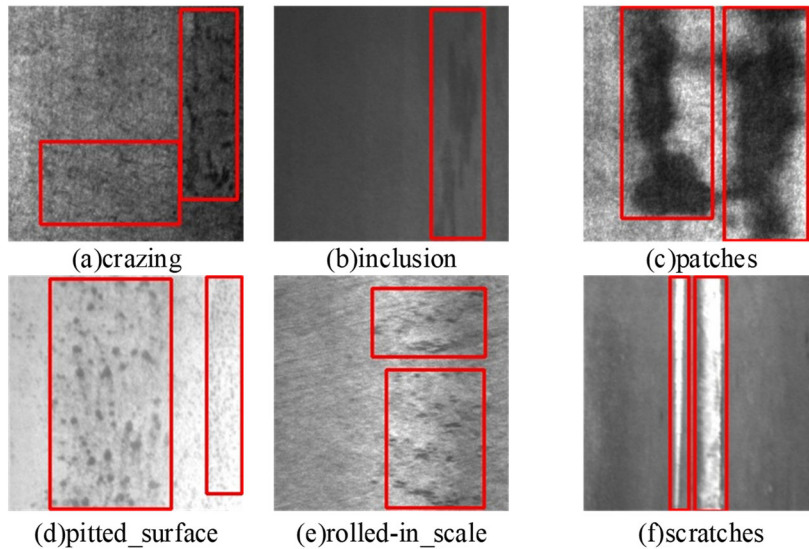 (a)crazing
(b)inclusion
(c)patches
(d)pitted_surface
(e)rolled-in_scale
(f)scratches